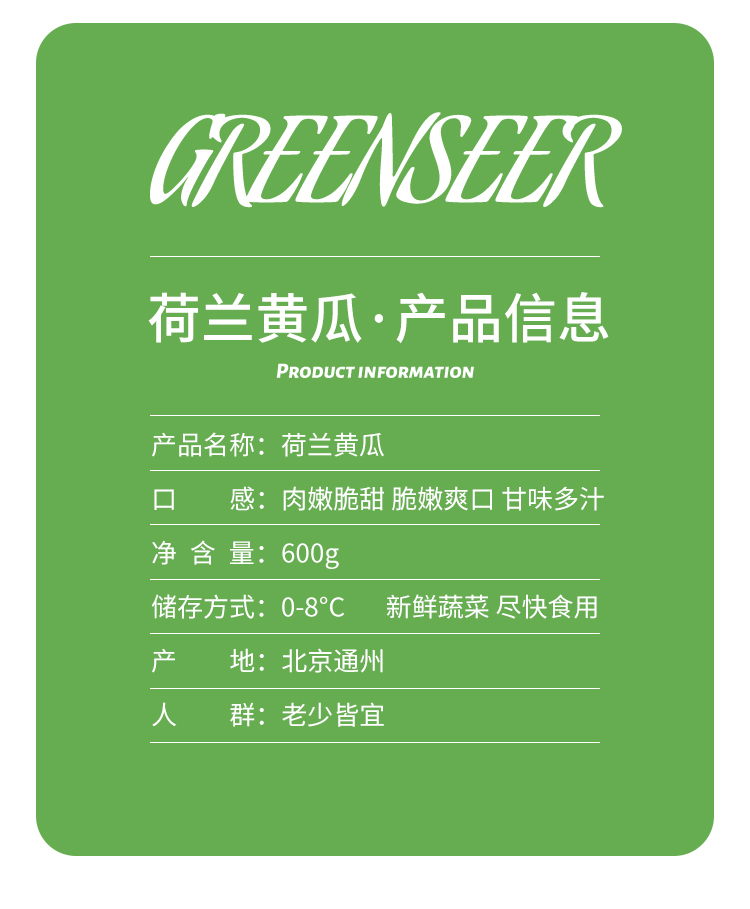 GREENSEER
荷兰黄瓜·产品信息
PRODUCT INFORMATION
产品名称：荷兰黄瓜
口 感：肉嫩脆甜 脆嫩爽口 甘味多汁
净 含 量：600g
储存方式：0-8°C 新鲜蔬菜 尽快食用
产 地：北京通州
人 群：老少皆宜